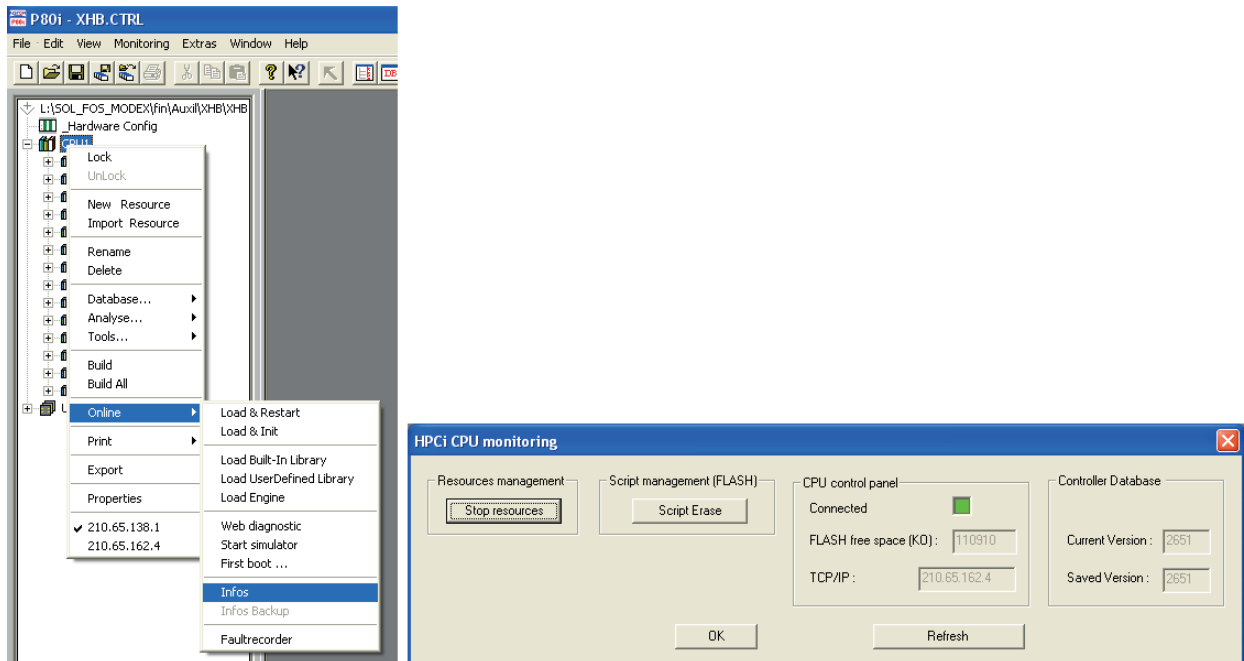 P80i - XHB.CTRL
File Edit View Monitoring Extras Window Help
DB
L:\SOL_FOS_MODEX\fin\Auxil\XHB\XHB
_Hardware Config
CPU1
Lock
UnLock
New Resource
Import Resource
Rename
Delete
Database...
Analyse...
Tools...
Build
Build All
Online
Print
Export
Properties
210.65.138.1
210.65.162.4
Load & Restart
Load & Init
Load Built-In Library
Load UserDefined Library
Load Engine
Web diagnostic
Start simulator
First boot ...
Infos
Infos Backup
Faultrecorder
HPCi CPU monitoring
Resources management
Stop resources
Script management (FLASH)
Script Erase
CPU control panel
Connected
FLASH free space (KO) : 110910
TCP/IP : 210.65.162.4
Controller Database
Current Version : 2651
Saved Version : 2651
OK
Refresh